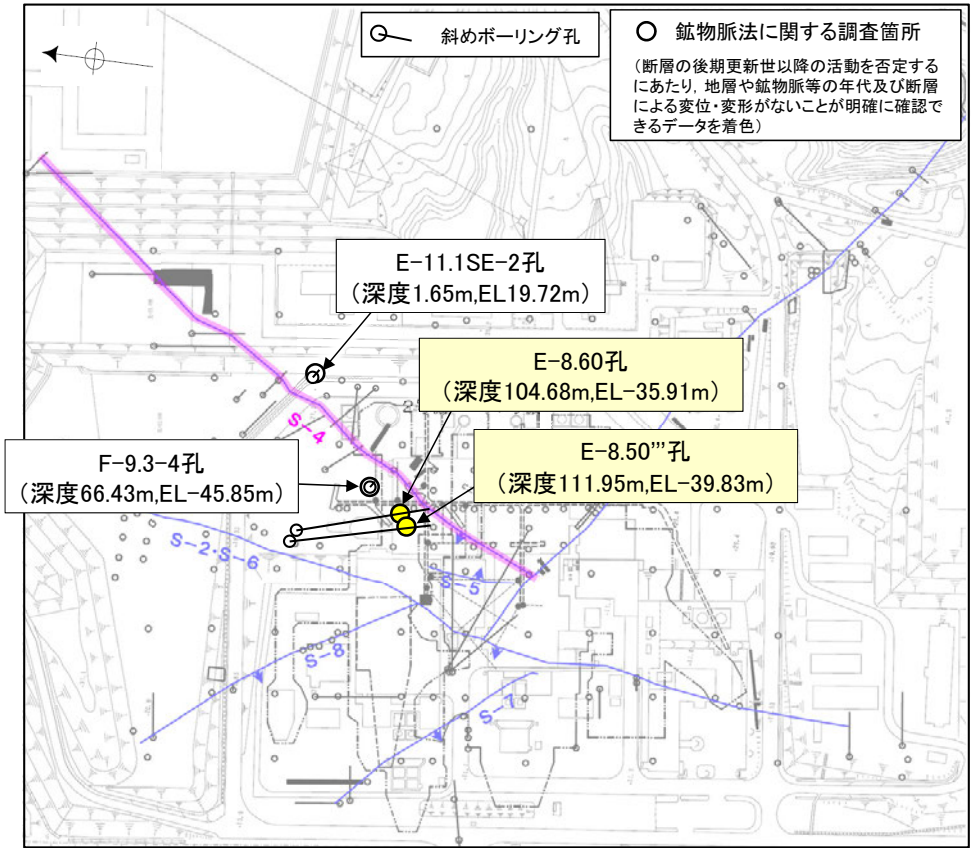 斜めボーリング孔
鉱物脈法に関する調査箇所
(断層の後期更新世以降の活動を否定する
にあたり,地層や鉱物脈等の年代及び断層
による変位・変形がないことが明確に確認で
きるデータを着色)
E-11.1SE-2孔
(深度1.65m,EL19.72m)
E-8.60孔
(深度104.68m,EL-35.91m)
S-4
E-8.50'''孔
(深度111.95m,EL-39.83m)
F-9.3-4孔
(深度66.43m,EL-45.85m)
S-2・S-6
S-5
S-8
S-7